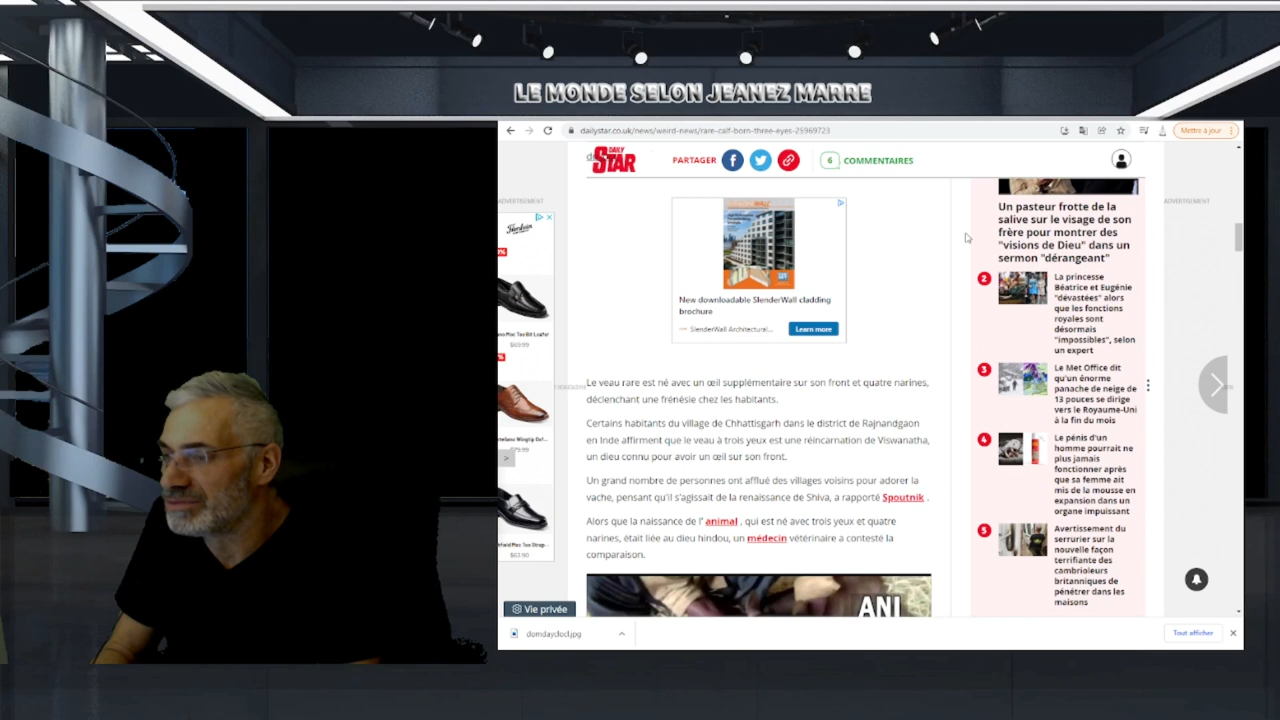 LE MONDE SELON JEANEZ MARRE
dailystar.co.uk/news/weird-news/rare-calf-born-three-eyes-25969723
Mettre à jour
DAILY
STAR
PARTAGER
6 COMMENTAIRES
ADVERTISEMENT
New downloadable SlenderWall cladding
brochure
SlenderWall Architectural...
Learn more
$63.90
Le veau rare est né avec un œil supplémentaire sur son front et quatre narines,
déclenchant une frénésie chez les habitants.
Certains habitants du village de Chhattisgarh dans le district de Rajnandgaon
en Inde affirment que le veau à trois yeux est une réincarnation de Viswanatha,
un dieu connu pour avoir un œil sur son front.
Un grand nombre de personnes ont afflué des villages voisins pour adorer la
vache, pensant qu'il s'agissait de la renaissance de Shiva, a rapporté Spoutnik .
Alors que la naissance de l' animal , qui est né avec trois yeux et quatre
narines, était liée au dieu hindou, un médecin vétérinaire a contesté la
comparaison.
ANI
Un pasteur frotte de la
salive sur le visage de son
frère pour montrer des
"visions de Dieu" dans un
sermon "dérangeant"
2
La princesse
Béatrice et Eugénie
"dévastées" alors
que les fonctions
royales sont
désormais
"impossibles", selon
un expert
3
Le Met Office dit
qu'un énorme
panache de neige de
13 pouces se dirige
vers le Royaume-Uni
à la fin du mois
4
Le pénis d'un
homme pourrait ne
plus jamais
fonctionner après
que sa femme ait
mis de la mousse en
expansion dans un
organe impuissant
5
Avertissement du
serrurier sur la
nouvelle façon
terrifiante des
cambrioleurs
britanniques de
pénétrer dans les
maisons
ADVERTISEMENT
Vie privée
domdaydocl.jpg
Tout afficher